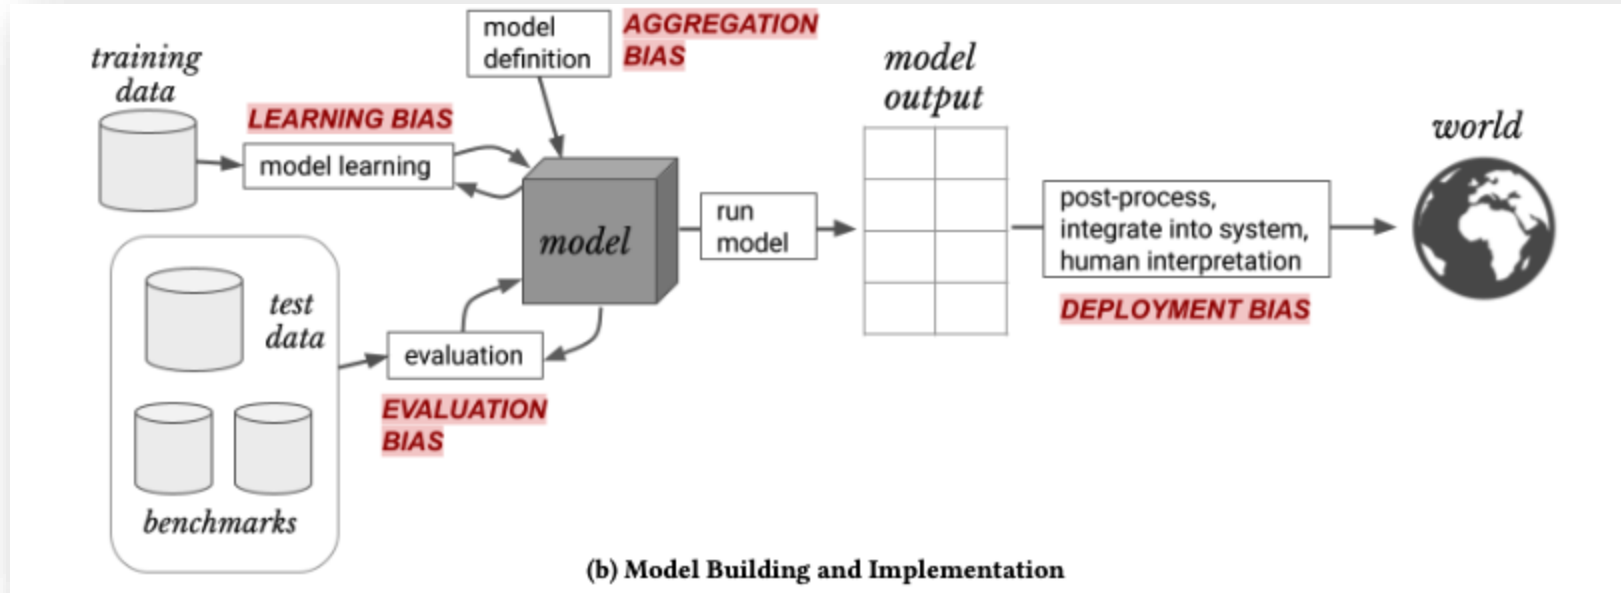 training
data
LEARNING BIAS
model learning
model
definition
AGGREGATION
BIAS
model
test
data
benchmarks
evaluation
EVALUATION
BIAS
run
model
model
output
post-process,
integrate into system,
human interpretation
DEPLOYMENT BIAS
world
(b) Model Building and Implementation